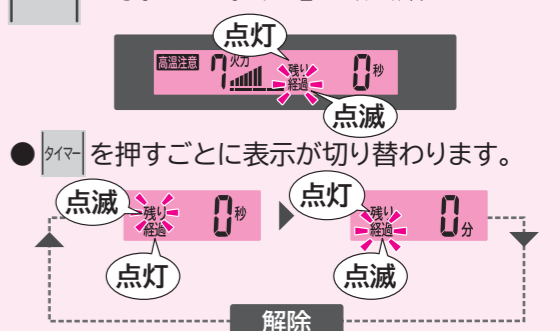 点灯
高温注意 7 火力 残り 経過 0秒
点滅
● タイマー を押すごとに表示が切り替わります。
点滅 残り 経過 0秒 点灯
点灯 残り 経過 0分 点滅
解除